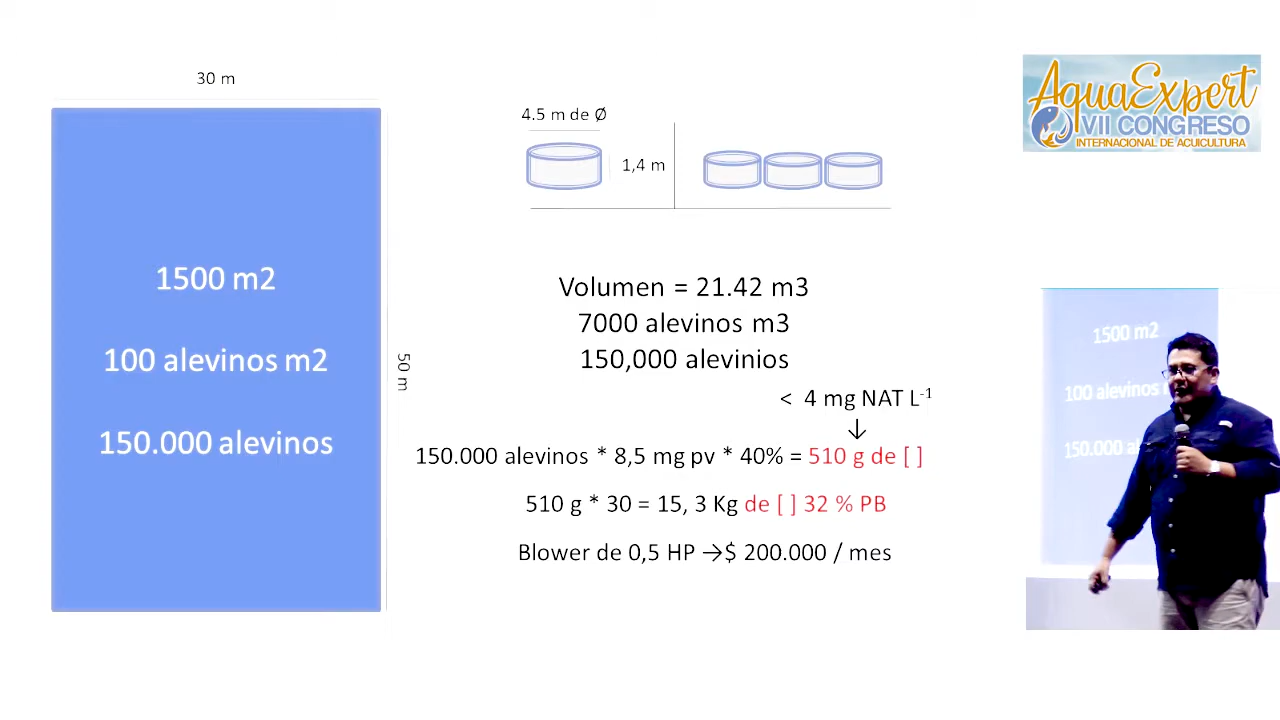 30 m
1500 m2
100 alevinos m2
150.000 alevinos
50 m
4.5 m de Ø
1,4 m
Volumen = 21.42 m3
7000 alevinos m3
150,000 alevinios
< 4 mg NAT L-1
↓
150.000 alevinos * 8,5 mg pv * 40% = 510 g de [ ]
510 g * 30 = 15, 3 Kg de [ ] 32 % PB
Blower de 0,5 HP →$ 200.000 / mes
AquaExpert
VII CONGRESO
INTERNACIONAL DE ACUICULTURA
1500 m2
100 alevinos
150.000